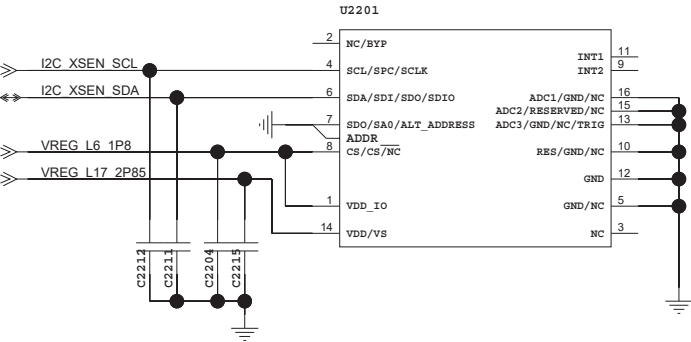 U2201
2 NC/BYP
INT1 11
I2C_XSEN_SCL 4 SCL/SPC/SCLK INT2 9
I2C_XSEN_SDA 6 SDA/SDI/SDO/SDIO ADC1/GND/NC 16
ADC2/RESERVED/NC 15
7 SDO/SA0/ALT_ADDRESS ADC3/GND/NC/TRIG 13
ADDR
VREG_L6_1P8 8 CS/CS/NC RES/GND/NC 10
VREG_L17_2P85 GND 12
1 VDD_IO GND/NC 5
14 VDD/VS NC 3
C2212
C2211
C2204
C2215